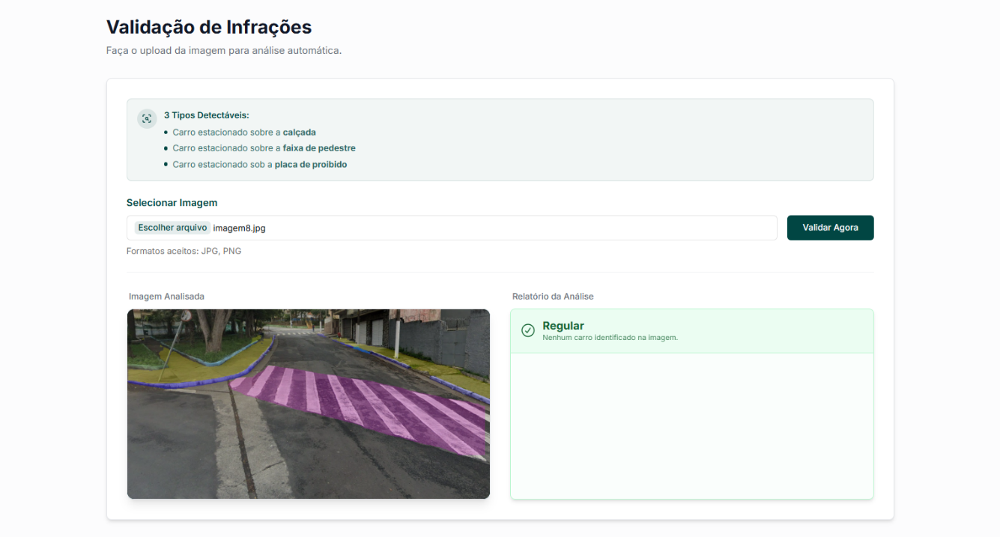 Validação de Infrações
Faça o upload da imagem para análise automática.
3 Tipos Detectáveis:
Carro estacionado sobre a calçada
Carro estacionado sobre a faixa de pedestre
Carro estacionado sob a placa de proibido
Selecionar Imagem
Escolher arquivo imagem8.jpg
Validar Agora
Formatos aceitos: JPG, PNG
Imagem Analisada
Relatório da Análise
Regular
Nenhum carro identificado na imagem.